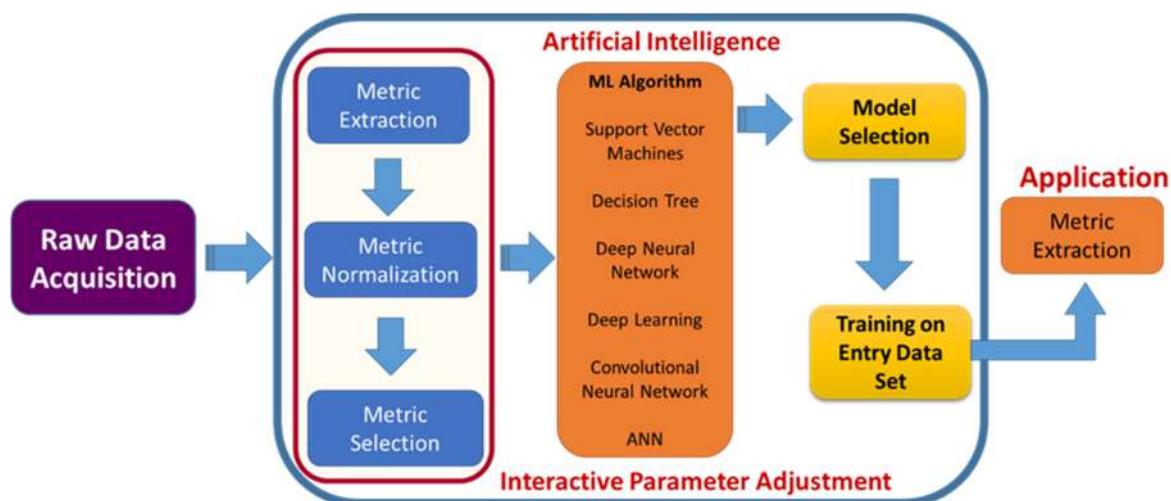 Artificial Intelligence
Raw Data
Acquisition
Metric
Extraction
Metric
Normalization
Metric
Selection
ML Algorithm
Support Vector
Machines
Decision Tree
Deep Neural
Network
Deep Learning
Convolutional
Neural Network
ANN
Model
Selection
Training on
Entry Data
Set
Application
Metric
Extraction
Interactive Parameter Adjustment